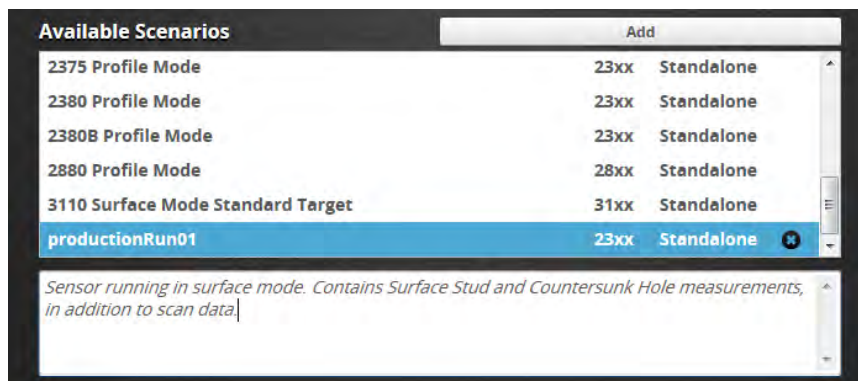 Available Scenarios Add
2375 Profile Mode 23xx Standalone
2380 Profile Mode 23xx Standalone
2380B Profile Mode 23xx Standalone
2880 Profile Mode 28xx Standalone
3110 Surface Mode Standard Target 31xx Standalone
productionRun01 23xx Standalone
Sensor running in surface mode. Contains Surface Stud and Countersunk Hole measurements,
in addition to scan data.